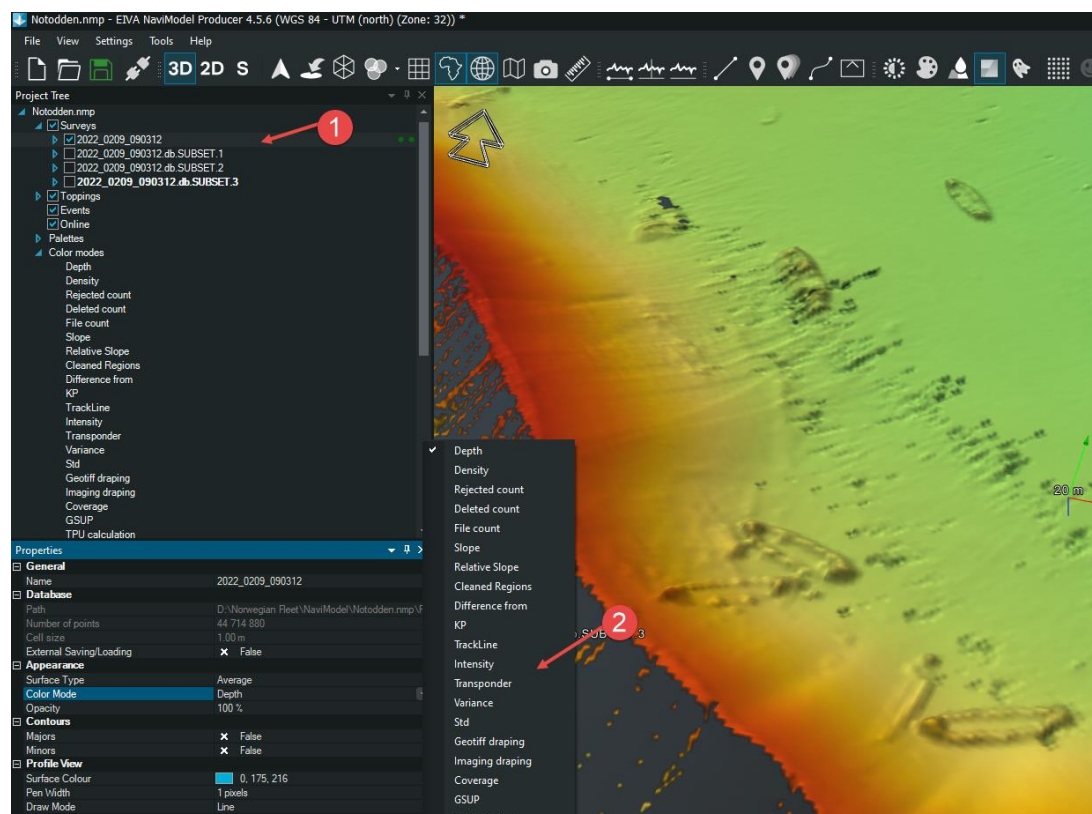 Notodden.nmp - EIVA NaviModel Producer 4.5.6 (WGS 84 - UTM (north) (Zone: 32)) *
File View Settings Tools Help
3D 2D S
Project Tree
Notodden.nmp
Surveys
2022_0209_090312
2022_0209_090312.db.SUBSET.1
2022_0209_090312.db.SUBSET.2
2022_0209_090312.db.SUBSET.3
Toppings
Events
Online
Palettes
Color modes
Depth
Density
Rejected count
Deleted count
File count
Slope
Relative Slope
Cleaned Regions
Difference from
KP
TrackLine
Intensity
Transponder
Variance
Std
Geotiff draping
Imaging draping
Coverage
GSUP
TPU calculation
1
Properties
General
Name 2022_0209_090312
Database
Path D:\Norwegian Fleet\NaviModel\Notodden.nmp\
Number of points 44 714 880
Cell size 1.00 m
External Saving/Loading False
Appearance
Surface Type Average
Color Mode Depth
Opacity 100 %
Contours
Majors False
Minors False
Profile View
Surface Colour 0, 175, 216
Pen Width 1 pixels
Draw Mode Line
Depth
Density
Rejected count
Deleted count
File count
Slope
Relative Slope
Cleaned Regions
Difference from
KP
TrackLine
Intensity
Transponder
Variance
Std
Geotiff draping
Imaging draping
Coverage
GSUP
2
20 m